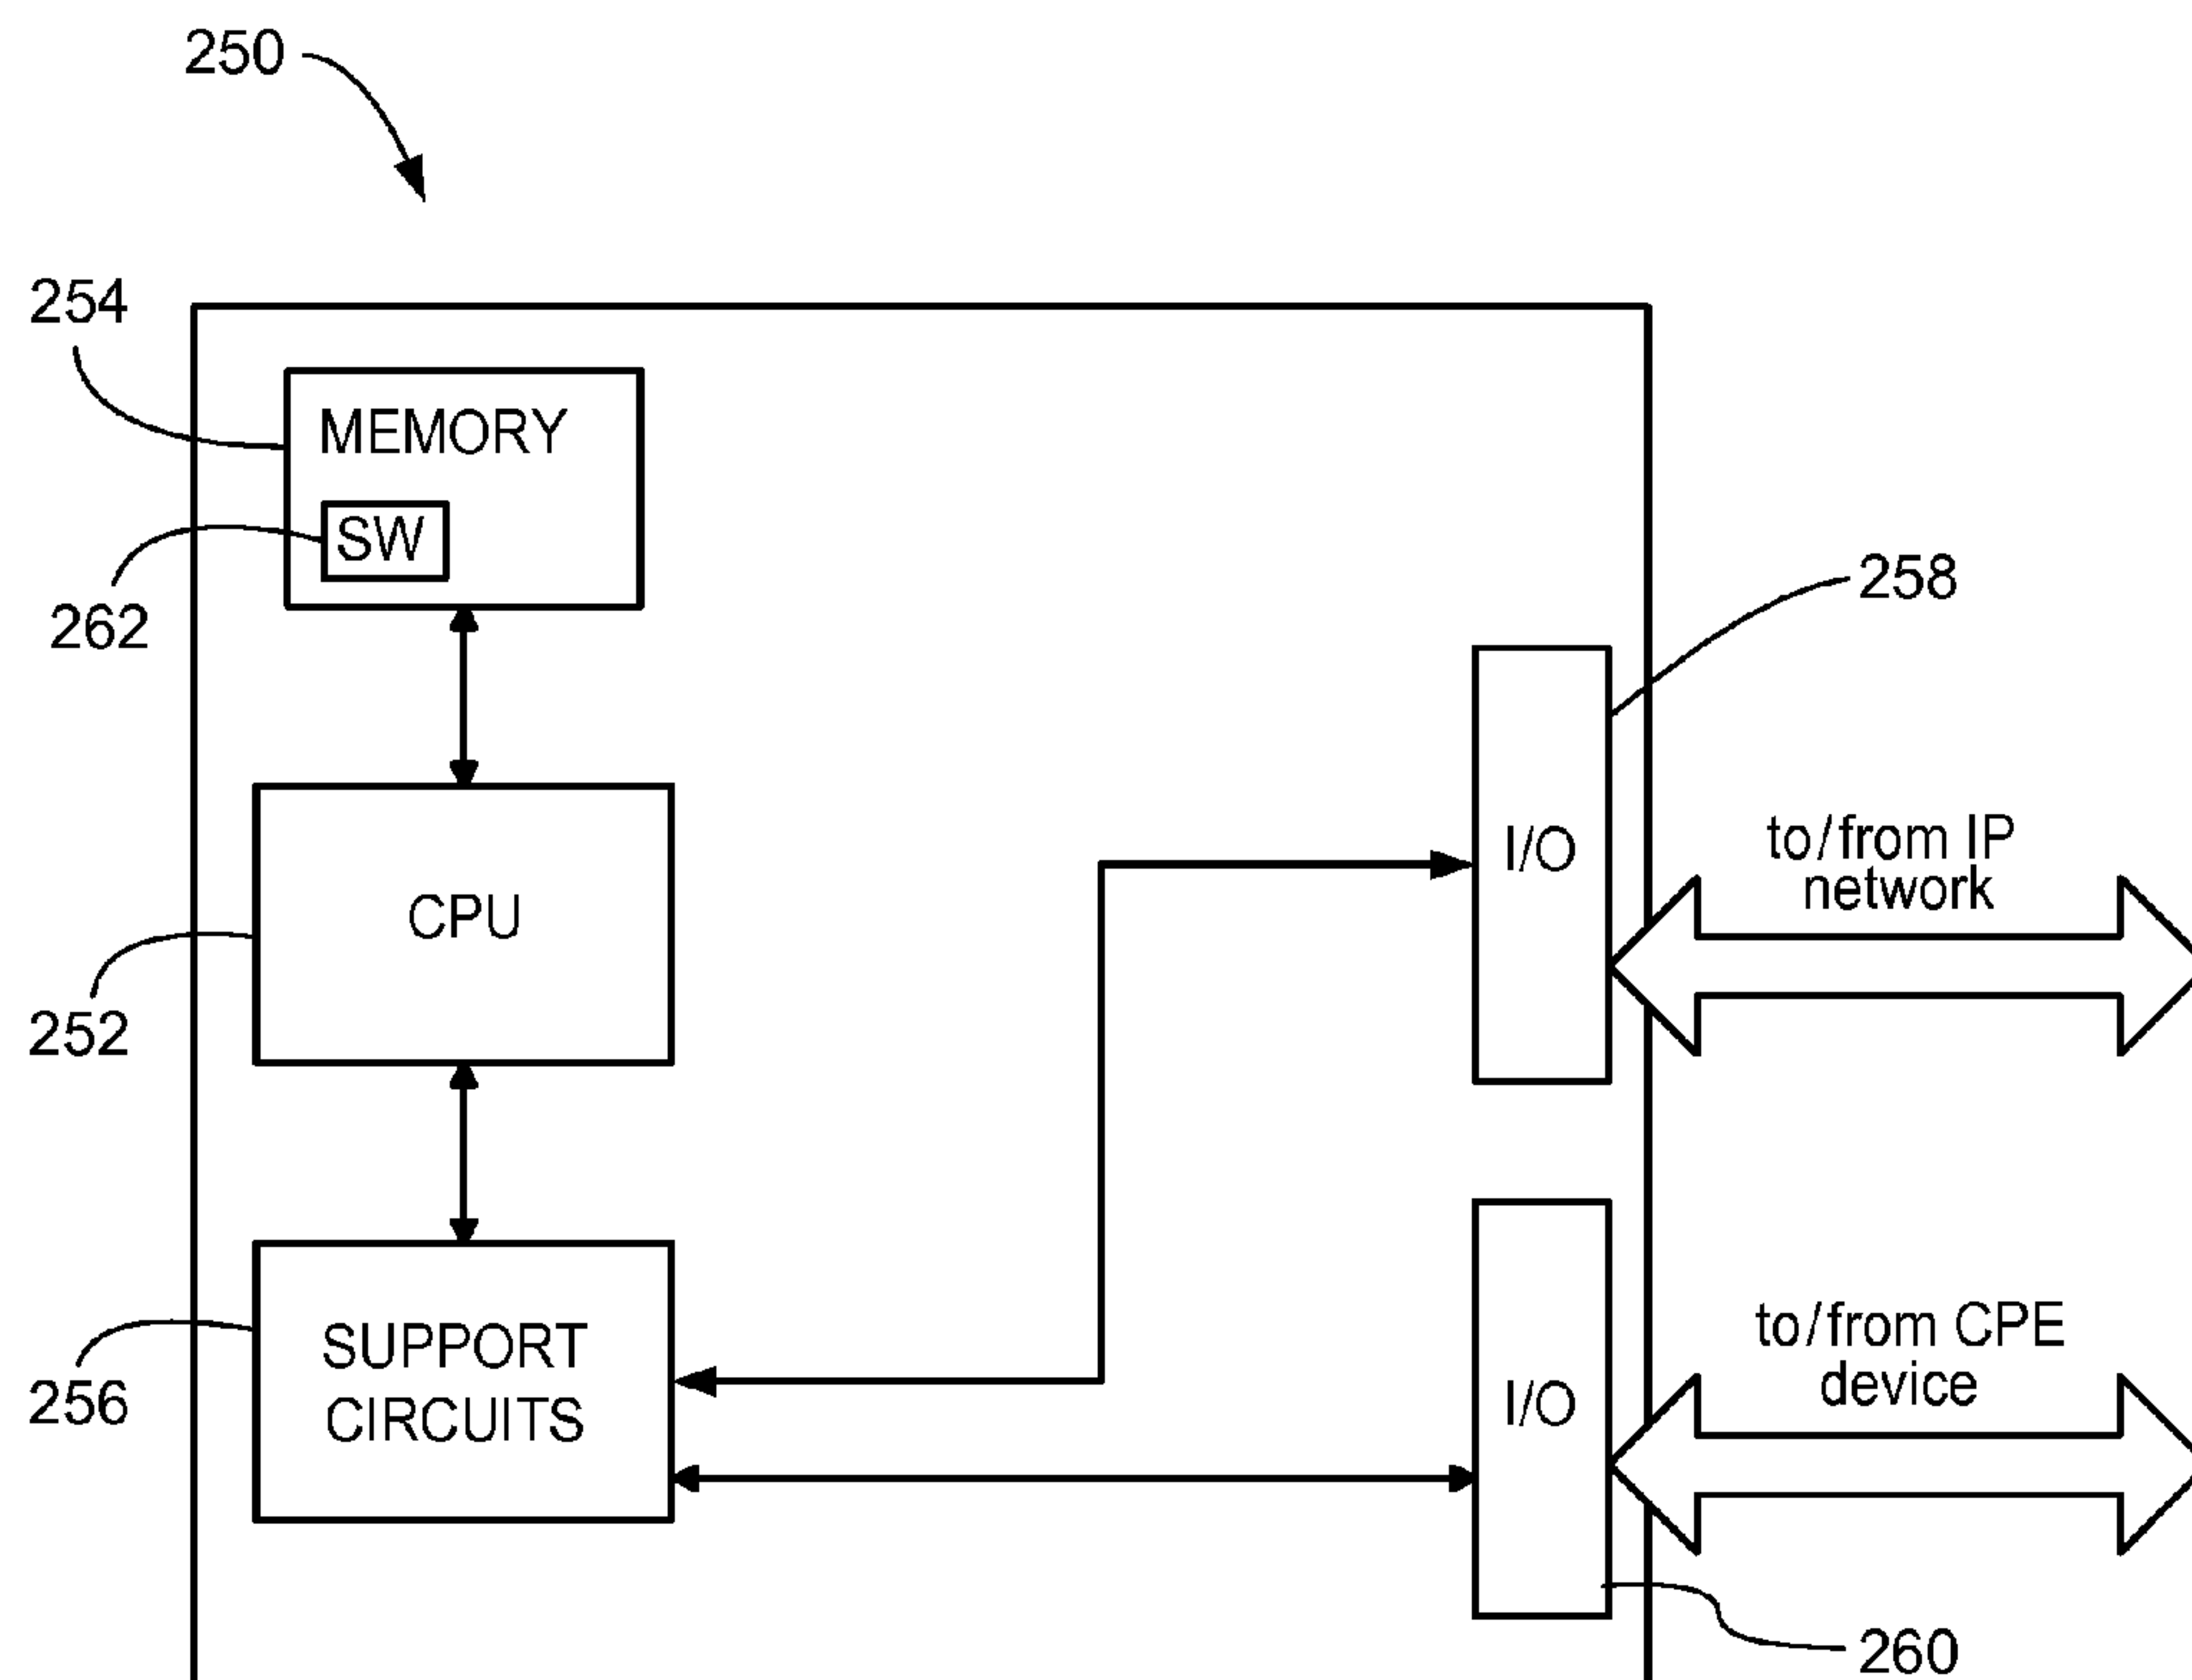 250
254
MEMORY
SW
262
258
I/O
to/from IP
network
CPU
252
SUPPORT
CIRCUITS
256
I/O
to/from CPE
device
260